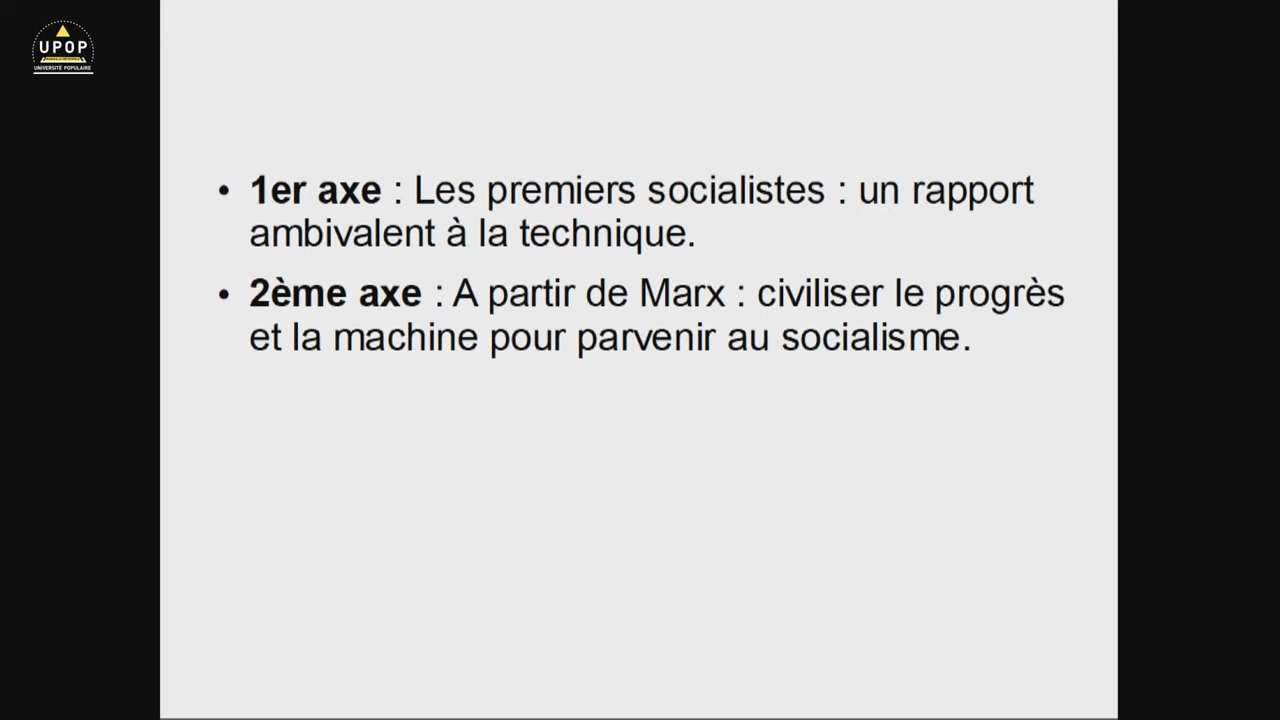 UPOP
UNIVERSITÉ POPULAIRE
• 1er axe : Les premiers socialistes : un rapport
ambivalent à la technique.
• 2ème axe : A partir de Marx : civiliser le progrès
et la machine pour parvenir au socialisme.